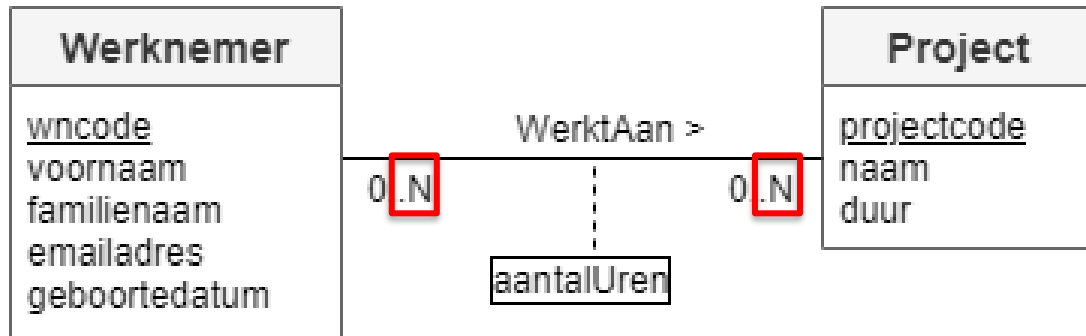 Werknemer
wncode
voornaam
familienaam
emailadres
geboortedatum
WerktAan >
0..N
0..N
aantalUren
Project
projectcode
naam
duur